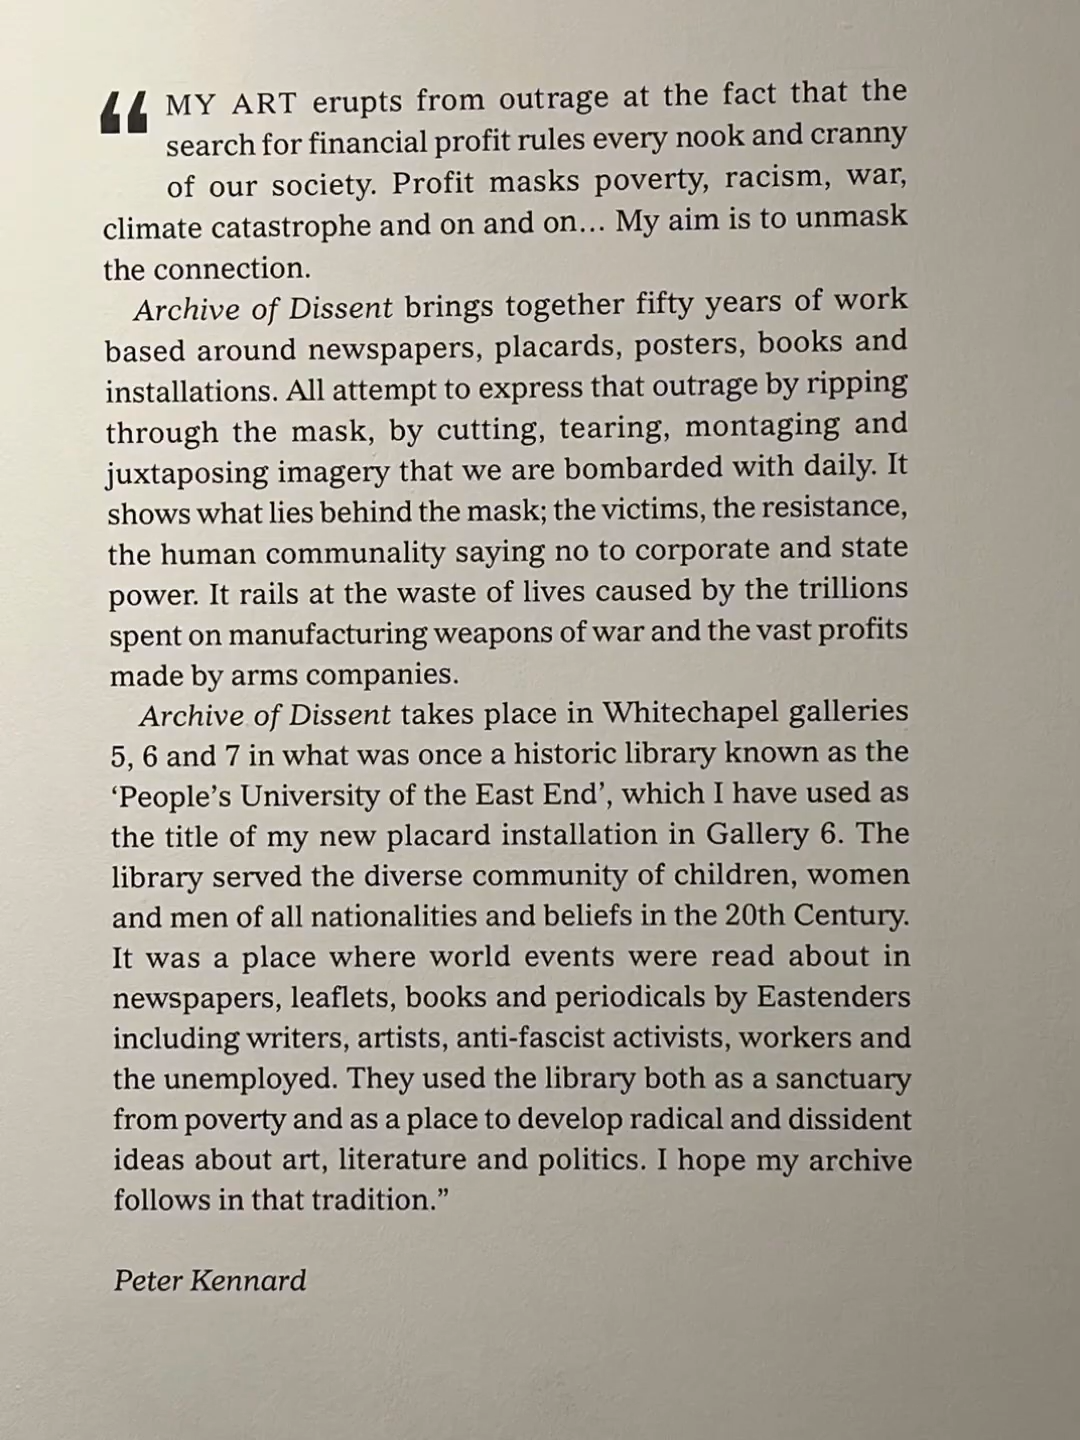 “ MY ART erupts from outrage at the fact that the
search for financial profit rules every nook and cranny
of our society. Profit masks poverty, racism, war,
climate catastrophe and on and on... My aim is to unmask
the connection.
Archive of Dissent brings together fifty years of work
based around newspapers, placards, posters, books and
installations. All attempt to express that outrage by ripping
through the mask, by cutting, tearing, montaging and
juxtaposing imagery that we are bombarded with daily. It
shows what lies behind the mask; the victims, the resistance,
the human communality saying no to corporate and state
power. It rails at the waste of lives caused by the trillions
spent on manufacturing weapons of war and the vast profits
made by arms companies.
Archive of Dissent takes place in Whitechapel galleries
5, 6 and 7 in what was once a historic library known as the
‘People’s University of the East End’, which I have used as
the title of my new placard installation in Gallery 6. The
library served the diverse community of children, women
and men of all nationalities and beliefs in the 20th Century.
It was a place where world events were read about in
newspapers, leaflets, books and periodicals by Eastenders
including writers, artists, anti-fascist activists, workers and
the unemployed. They used the library both as a sanctuary
from poverty and as a place to develop radical and dissident
ideas about art, literature and politics. I hope my archive
follows in that tradition.”
Peter Kennard